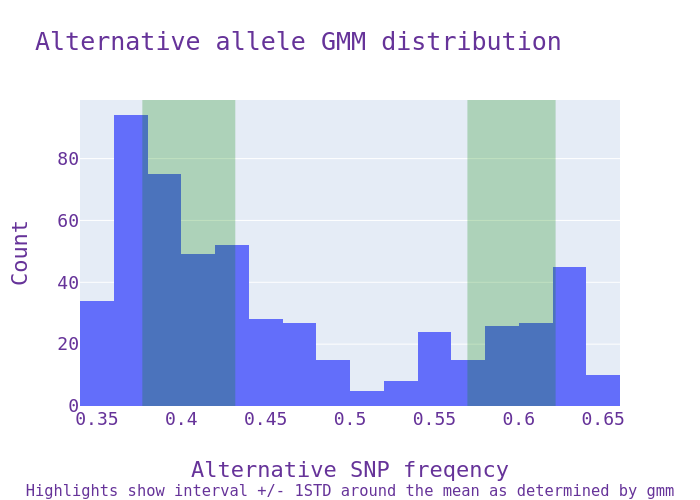 Alternative allele GMM distribution
Count
80
60
40
20
0
0.35 0.4 0.45 0.5 0.55 0.6 0.65
Alternative SNP freqency
Highlights show interval +/- 1STD around the mean as determined by gmm